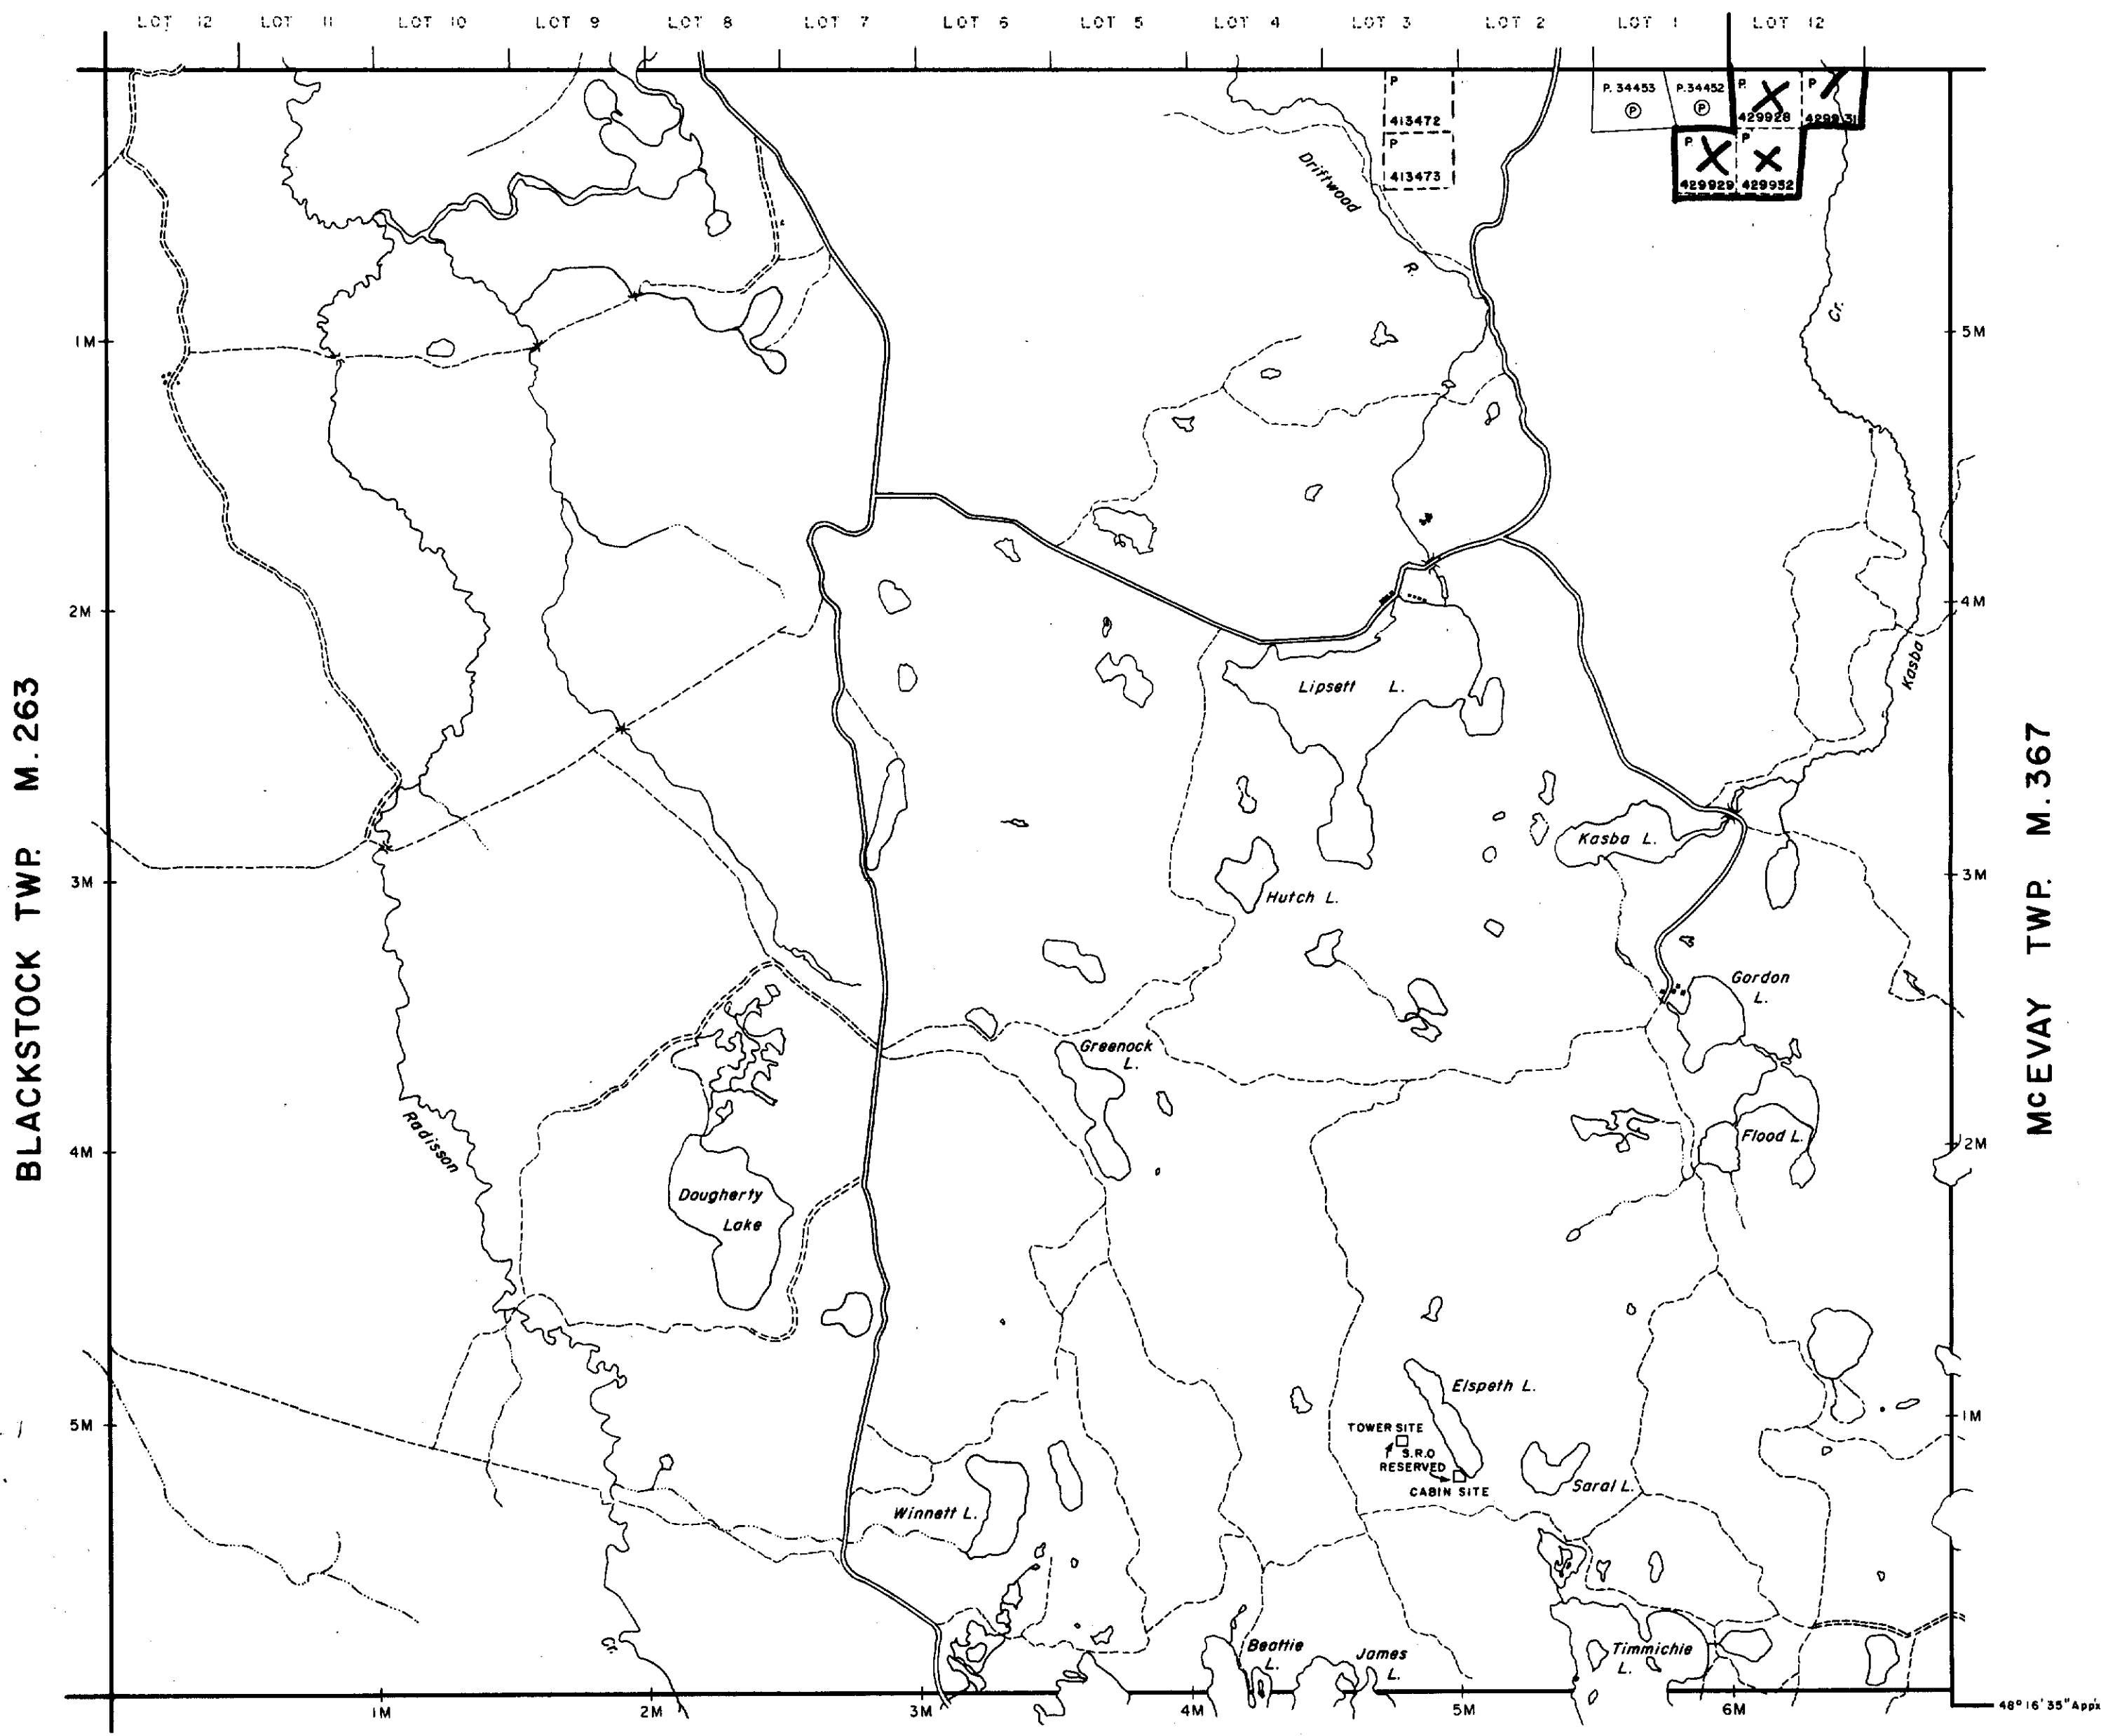 LOT 12 LOT 11 LOT 10 LOT 9 LOT 8 LOT 7 LOT 6 LOT 5 LOT 4 LOT 3 LOT 2 LOT 1 LOT 12
P
413472
P
413473
P. 34453
P
P. 34452
P
P.
429928
P
429931
P.
429929
P
429932
Driftwood
R.
Cr.
1M
5M
2M
4M
Kasba
Lipsett L.
BLACKSTOCK TWP. M. 263
McEVAY TWP. M. 367
Kasba L.
3M
3M
Hutch L.
Gordon
L.
Greenock
L.
Radisson
4M
Flood L.
2M
Dougherty
Lake
Elspeth L.
5M
1M
TOWER SITE
S.R.O
RESERVED
CABIN SITE
Saral L.
Winnett L.
Cr.
Beattie
L.
James
L.
Timmichie
L.
1M 2M 3M 4M 5M 6M
48° 16' 35" Appx